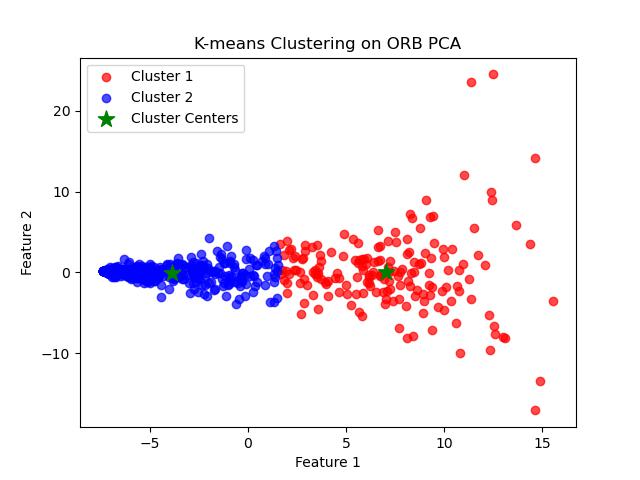 K-means Clustering on ORB PCA
Cluster 1
Cluster 2
Cluster Centers
Feature 2
20
10
0
−10
−5
0
5
10
15
Feature 1